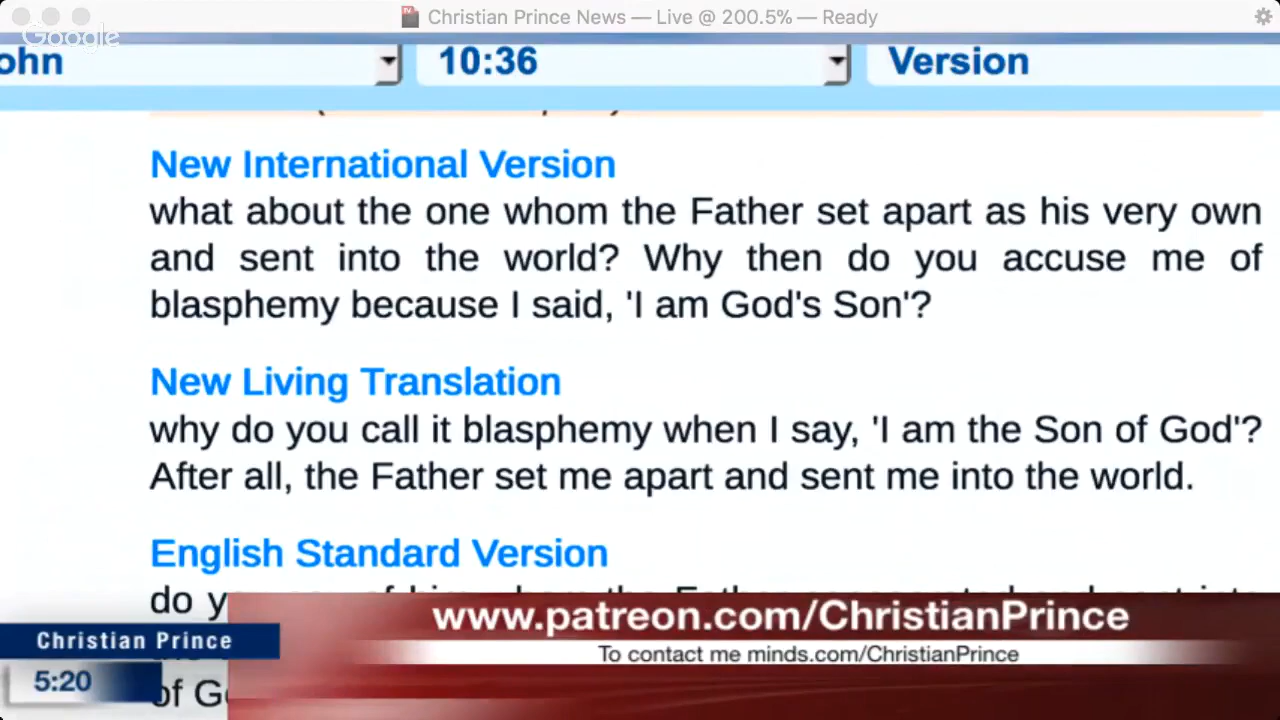 Christian Prince News — Live @ 200.5% — Ready
Google
ohn
10:36
Version
New International Version
what about the one whom the Father set apart as his very own
and sent into the world? Why then do you accuse me of
blasphemy because I said, 'I am God's Son'?
New Living Translation
why do you call it blasphemy when I say, 'I am the Son of God'?
After all, the Father set me apart and sent me into the world.
English Standard Version
do
www.patreon.com/ChristianPrince
Christian Prince
To contact me minds.com/ChristianPrince
5:20
of G